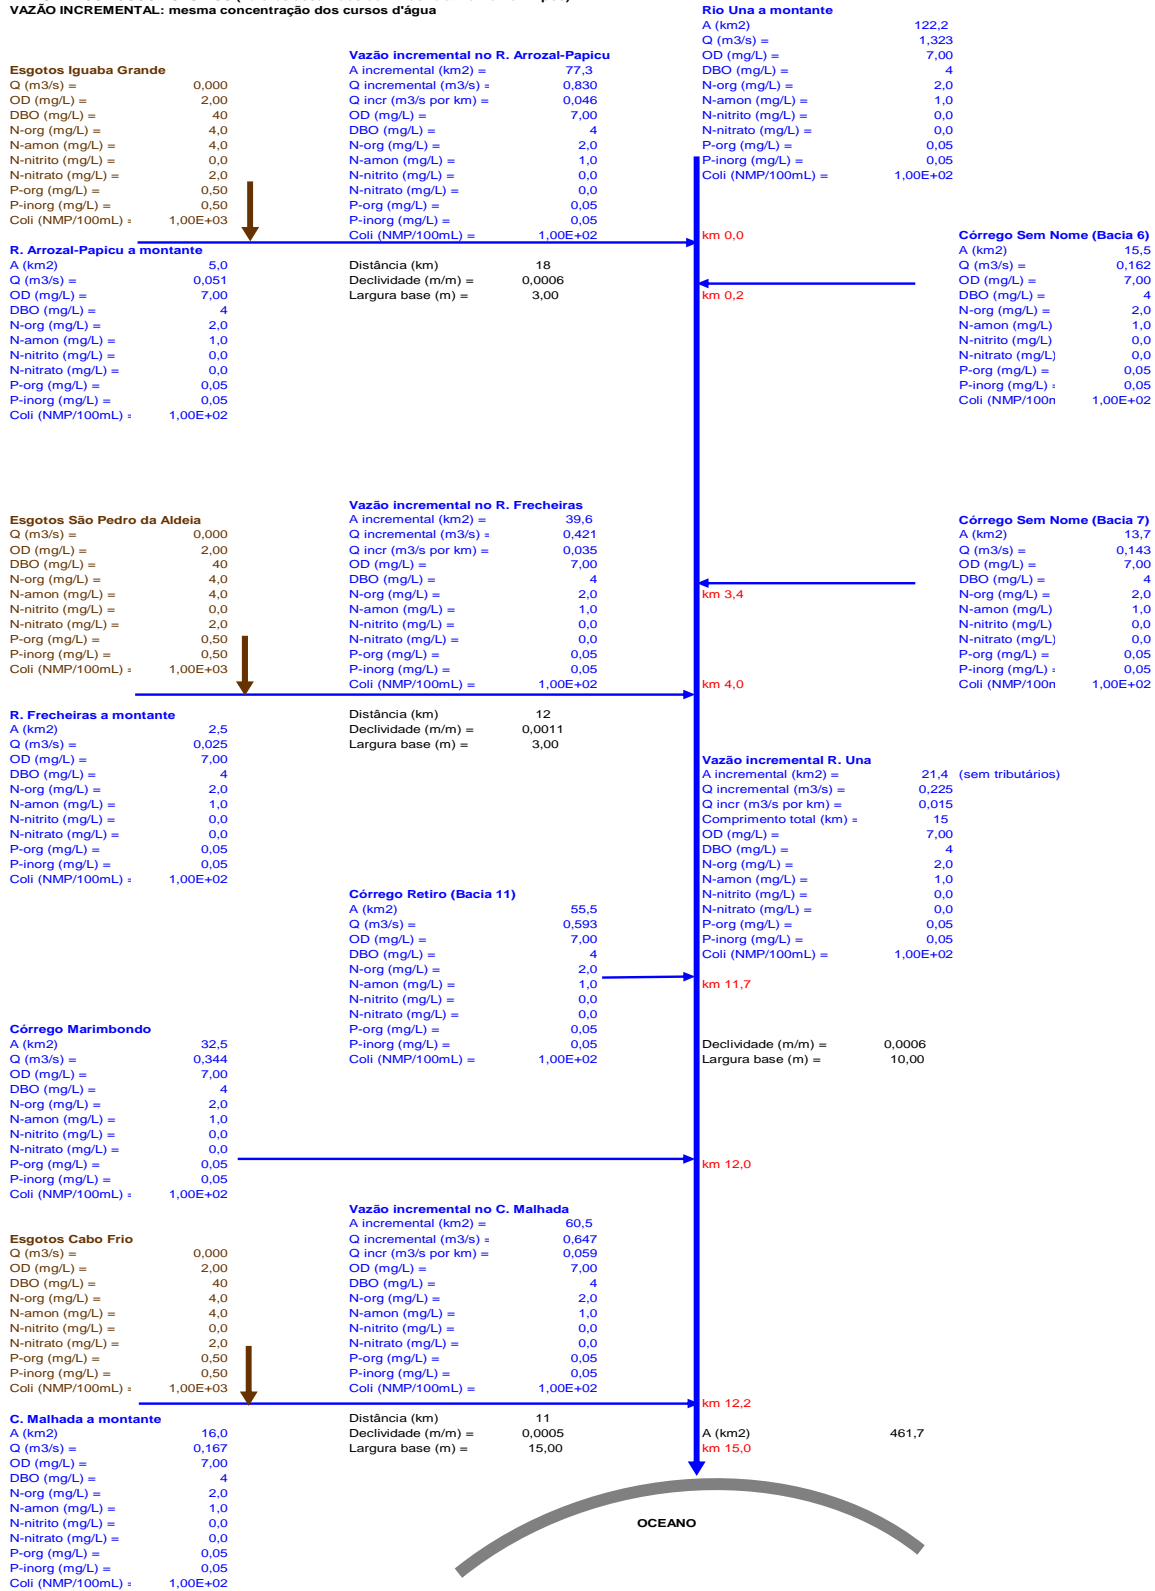 VAZÃO INCREMENTAL: mesma concentração dos cursos d'água
Rio Una a montante
A (km2) 122,2
Q (m3/s) = 1,323
OD (mg/L) = 7,00
DBO (mg/L) = 4
N-org (mg/L) = 2,0
N-amon (mg/L) = 1,0
N-nitrito (mg/L) = 0,0
N-nitrato (mg/L) = 0,0
P-org (mg/L) = 0,05
P-inorg (mg/L) = 0,05
Coli (NMP/100mL) = 1,00E+02
Vazão incremental no R. Arrozal-Papicu
A incremental (km2) = 77,3
Q incremental (m3/s) = 0,830
Q incr (m3/s por km) = 0,046
OD (mg/L) = 7,00
DBO (mg/L) = 4
N-org (mg/L) = 2,0
N-amon (mg/L) = 1,0
N-nitrito (mg/L) = 0,0
N-nitrato (mg/L) = 0,0
P-org (mg/L) = 0,05
P-inorg (mg/L) = 0,05
Coli (NMP/100mL) = 1,00E+02
Esgotos Iguaba Grande
Q (m3/s) = 0,000
OD (mg/L) = 2,00
DBO (mg/L) = 40
N-org (mg/L) = 4,0
N-amon (mg/L) = 4,0
N-nitrito (mg/L) = 0,0
N-nitrato (mg/L) = 2,0
P-org (mg/L) = 0,50
P-inorg (mg/L) = 0,50
Coli (NMP/100mL) = 1,00E+03
km 0,0
R. Arrozal-Papicu a montante
A (km2) 5,0
Q (m3/s) = 0,051
OD (mg/L) = 7,00
DBO (mg/L) = 4
N-org (mg/L) = 2,0
N-amon (mg/L) = 1,0
N-nitrito (mg/L) = 0,0
N-nitrato (mg/L) = 0,0
P-org (mg/L) = 0,05
P-inorg (mg/L) = 0,05
Coli (NMP/100mL) = 1,00E+02
Distância (km) 18
Declividade (m/m) = 0,0006
Largura base (m) = 3,00
km 0,2
Córrego Sem Nome (Bacia 6)
A (km2) 15,5
Q (m3/s) = 0,162
OD (mg/L) = 7,00
DBO (mg/L) = 4
N-org (mg/L) = 2,0
N-amon (mg/L) 1,0
N-nitrito (mg/L) 0,0
N-nitrato (mg/L) 0,0
P-org (mg/L) = 0,05
P-inorg (mg/L) = 0,05
Coli (NMP/100m 1,00E+02
Vazão incremental no R. Frecheiras
A incremental (km2) = 39,6
Q incremental (m3/s) = 0,421
Q incr (m3/s por km) = 0,035
OD (mg/L) = 7,00
DBO (mg/L) = 4
N-org (mg/L) = 2,0
N-amon (mg/L) = 1,0
N-nitrito (mg/L) = 0,0
N-nitrato (mg/L) = 0,0
P-org (mg/L) = 0,05
P-inorg (mg/L) = 0,05
Coli (NMP/100mL) = 1,00E+02
Esgotos São Pedro da Aldeia
Q (m3/s) = 0,000
OD (mg/L) = 2,00
DBO (mg/L) = 40
N-org (mg/L) = 4,0
N-amon (mg/L) = 4,0
N-nitrito (mg/L) = 0,0
N-nitrato (mg/L) = 2,0
P-org (mg/L) = 0,50
P-inorg (mg/L) = 0,50
Coli (NMP/100mL) = 1,00E+03
Córrego Sem Nome (Bacia 7)
A (km2) 13,7
Q (m3/s) = 0,143
OD (mg/L) = 7,00
DBO (mg/L) = 4
N-org (mg/L) = 2,0
N-amon (mg/L) 1,0
N-nitrito (mg/L) 0,0
N-nitrato (mg/L) 0,0
P-org (mg/L) = 0,05
P-inorg (mg/L) = 0,05
Coli (NMP/100m 1,00E+02
km 3,4
km 4,0
R. Frecheiras a montante
A (km2) 2,5
Q (m3/s) = 0,025
OD (mg/L) = 7,00
DBO (mg/L) = 4
N-org (mg/L) = 2,0
N-amon (mg/L) = 1,0
N-nitrito (mg/L) = 0,0
N-nitrato (mg/L) = 0,0
P-org (mg/L) = 0,05
P-inorg (mg/L) = 0,05
Coli (NMP/100mL) = 1,00E+02
Distância (km) 12
Declividade (m/m) = 0,0011
Largura base (m) = 3,00
Vazão incremental R. Una
A incremental (km2) = 21,4 (sem tributários)
Q incremental (m3/s) = 0,225
Q incr (m3/s por km) = 0,015
Comprimento total (km) = 15
OD (mg/L) = 7,00
DBO (mg/L) = 4
N-org (mg/L) = 2,0
N-amon (mg/L) = 1,0
N-nitrito (mg/L) = 0,0
N-nitrato (mg/L) = 0,0
P-org (mg/L) = 0,05
P-inorg (mg/L) = 0,05
Coli (NMP/100mL) = 1,00E+02
Córrego Retiro (Bacia 11)
A (km2) 55,5
Q (m3/s) = 0,593
OD (mg/L) = 7,00
DBO (mg/L) = 4
N-org (mg/L) = 2,0
N-amon (mg/L) = 1,0
N-nitrito (mg/L) = 0,0
N-nitrato (mg/L) = 0,0
P-org (mg/L) = 0,05
P-inorg (mg/L) = 0,05
Coli (NMP/100mL) = 1,00E+02
km 11,7
Declividade (m/m) = 0,0006
Largura base (m) = 10,00
Córrego Marimbondo
A (km2) 32,5
Q (m3/s) = 0,344
OD (mg/L) = 7,00
DBO (mg/L) = 4
N-org (mg/L) = 2,0
N-amon (mg/L) = 1,0
N-nitrito (mg/L) = 0,0
N-nitrato (mg/L) = 0,0
P-org (mg/L) = 0,05
P-inorg (mg/L) = 0,05
Coli (NMP/100mL) = 1,00E+02
km 12,0
Vazão incremental no C. Malhada
A incremental (km2) = 60,5
Q incremental (m3/s) = 0,647
Q incr (m3/s por km) = 0,059
OD (mg/L) = 7,00
DBO (mg/L) = 4
N-org (mg/L) = 2,0
N-amon (mg/L) = 1,0
N-nitrito (mg/L) = 0,0
N-nitrato (mg/L) = 0,0
P-org (mg/L) = 0,05
P-inorg (mg/L) = 0,05
Coli (NMP/100mL) = 1,00E+02
Esgotos Cabo Frio
Q (m3/s) = 0,000
OD (mg/L) = 2,00
DBO (mg/L) = 40
N-org (mg/L) = 4,0
N-amon (mg/L) = 4,0
N-nitrito (mg/L) = 0,0
N-nitrato (mg/L) = 2,0
P-org (mg/L) = 0,50
P-inorg (mg/L) = 0,50
Coli (NMP/100mL) = 1,00E+03
km 12,2
C. Malhada a montante
A (km2) 16,0
Q (m3/s) = 0,167
OD (mg/L) = 7,00
DBO (mg/L) = 4
N-org (mg/L) = 2,0
N-amon (mg/L) = 1,0
N-nitrito (mg/L) = 0,0
N-nitrato (mg/L) = 0,0
P-org (mg/L) = 0,05
P-inorg (mg/L) = 0,05
Coli (NMP/100mL) = 1,00E+02
Distância (km) 11
Declividade (m/m) = 0,0005
Largura base (m) = 15,00
A (km2) 461,7
km 15,0
OCEANO